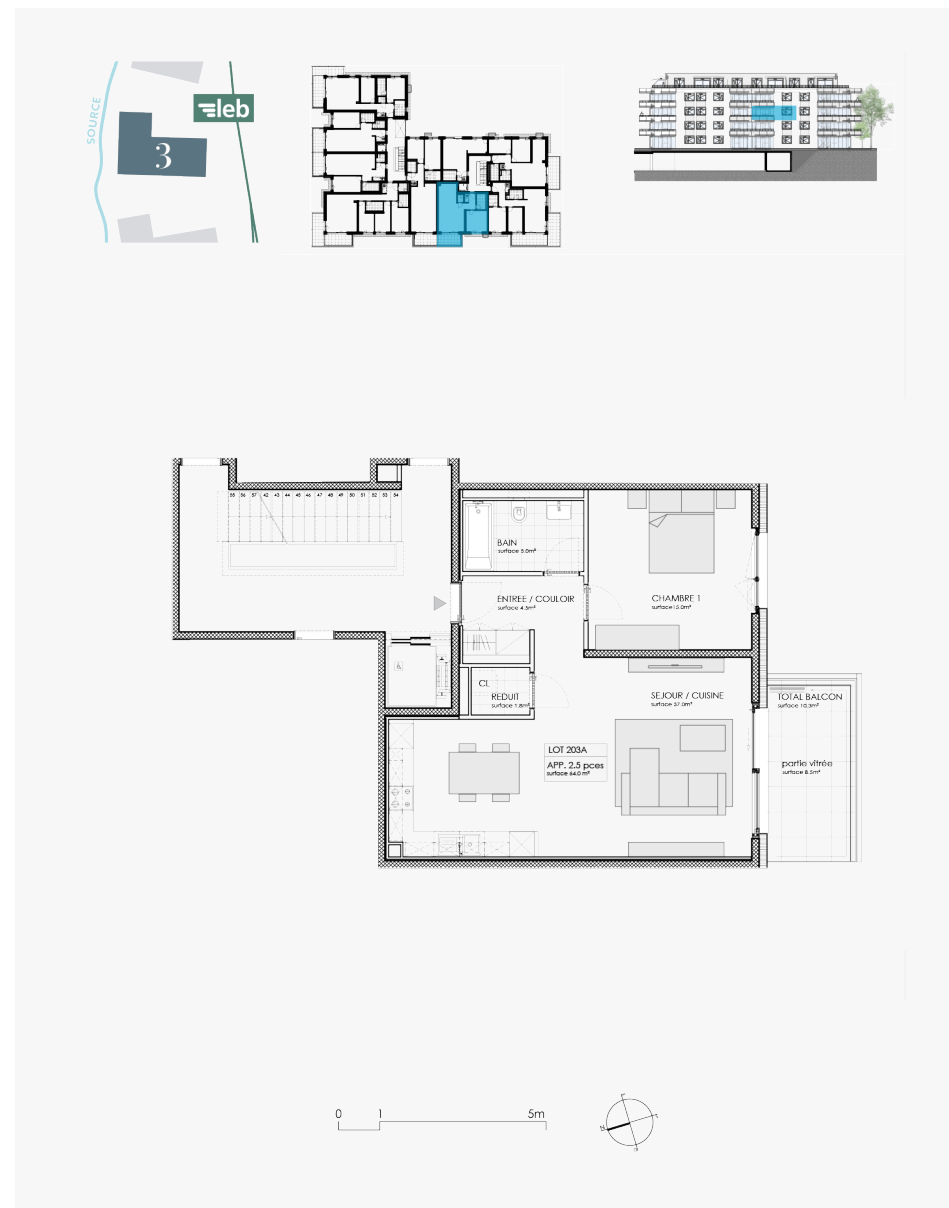 SOURCE
leb
3
55 56 57 42 43 44 45 46 47 48 49 50 51 52 53 54
BAIN
surface 5.0m²
ENTREE / COULOIR
surface 4.5m²
CHAMBRE 1
surface15.0m²
CL
REDUIT
surface 1.8m²
SEJOUR / CUISINE
surface 37.0m²
TOTAL BALCON
surface 10.3m²
LOT 203A
APP. 2.5 pces
surface 64.0 m²
partie vitrée
surface 8.5m²
0 1 5m